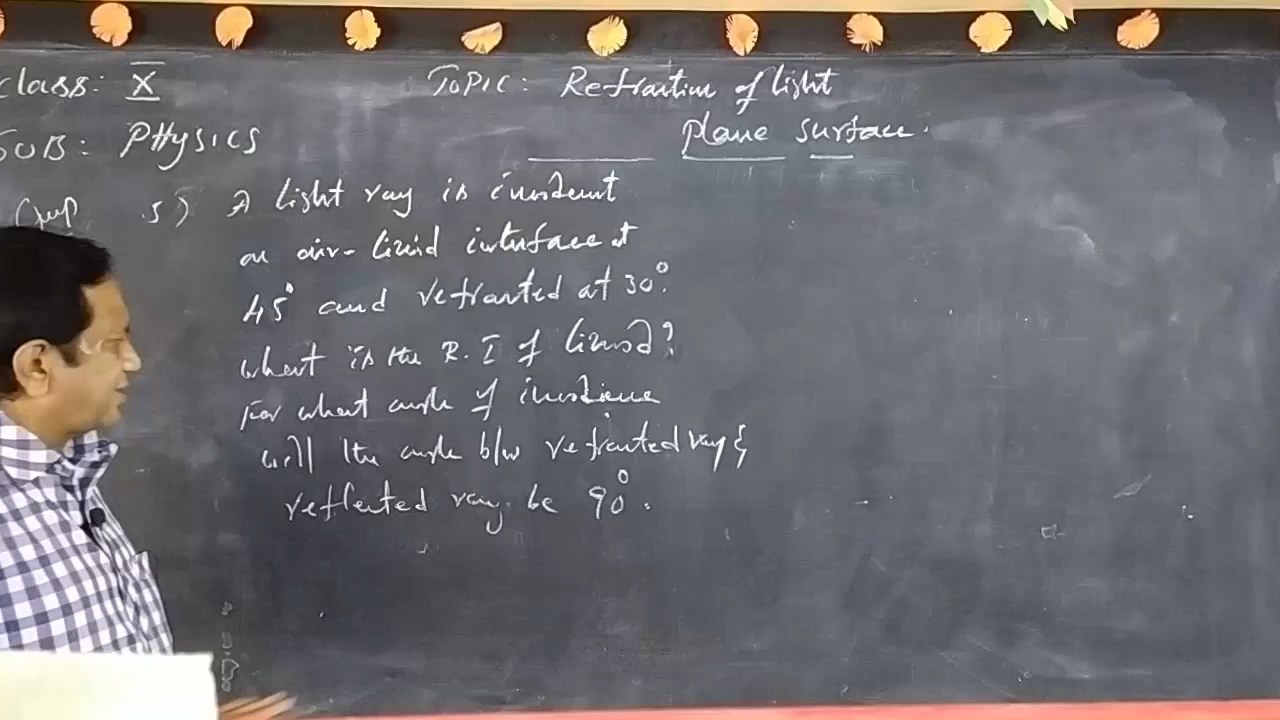 Class: X
TOPIC: Refraction of light
SUB: PHYSICS
plane surface.
5) A light ray is incident
on air-liquid interface at
45° and refracted at 30°.
what is the R.I of liquid?
For what angle of incidence
will the angle b/w refracted ray &
reflected ray be 90°.